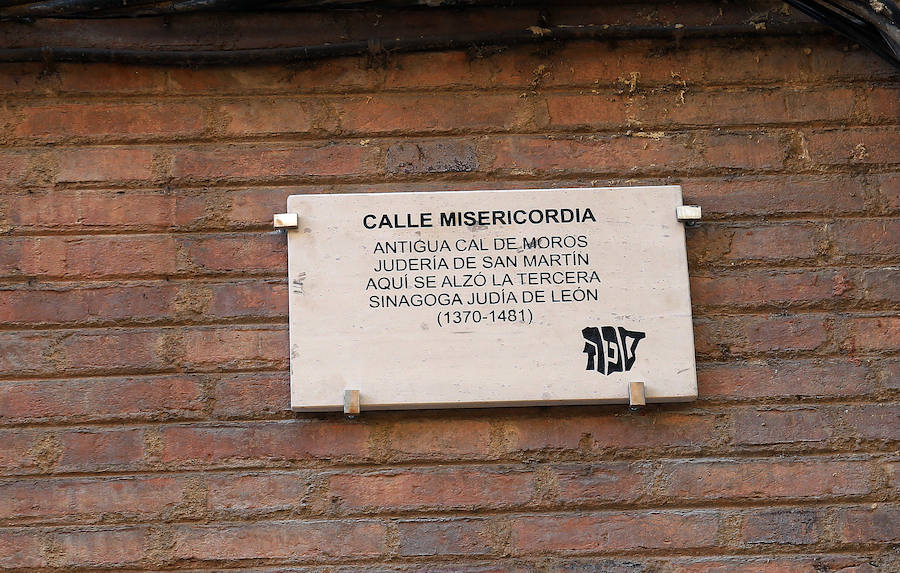 CALLE MISERICORDIA
ANTIGUA CAL DE MOROS
JUDERÍA DE SAN MARTÍN
AQUÍ SE ALZÓ LA TERCERA
SINAGOGA JUDÍA DE LEÓN
(1370-1481)
ספרד